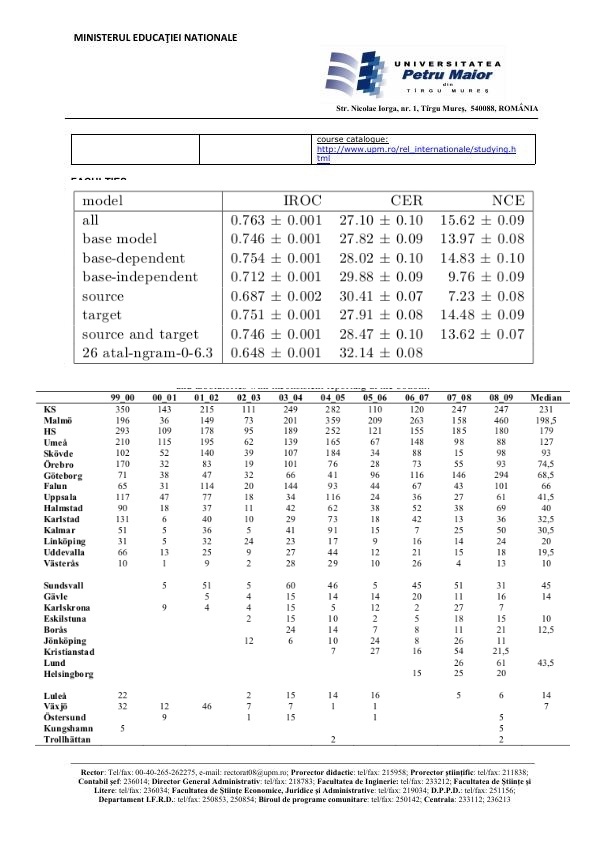 MINISTERUL EDUCAŢIEI NATIONALE
UNIVERSITATEA
Petru Maior
din
TÎRGU MUREŞ
Str. Nicolae Iorga, nr. 1, Tîrgu Mureş, 540088, ROMÂNIA
course catalogue:
http://www.upm.ro/rel_internationale/studying.h
tml
model IROC CER NCE
all 0.763 ± 0.001 27.10 ± 0.10 15.62 ± 0.09
base model 0.746 ± 0.001 27.82 ± 0.09 13.97 ± 0.08
base-dependent 0.754 ± 0.001 28.02 ± 0.10 14.83 ± 0.10
base-independent 0.712 ± 0.001 29.88 ± 0.09 9.76 ± 0.09
source 0.687 ± 0.002 30.41 ± 0.07 7.23 ± 0.08
target 0.751 ± 0.001 27.91 ± 0.08 14.48 ± 0.09
source and target 0.746 ± 0.001 28.47 ± 0.10 13.62 ± 0.07
26 atal-ngram-0-6.3 0.648 ± 0.001 32.14 ± 0.08
99_00 00_01 01_02 02_03 03_04 04_05 05_06 06_07 07_08 08_09 Median
KS 350 143 215 111 249 282 110 120 247 247 231
Malmö 196 36 149 73 201 359 209 263 158 460 198,5
HS 293 109 178 95 189 252 121 155 185 180 179
Umeå 210 115 195 62 139 165 67 148 98 88 127
Skövde 102 52 140 39 107 184 34 88 15 98 93
Örebro 170 32 83 19 101 76 28 73 55 93 74,5
Göteborg 71 38 47 32 66 41 96 116 146 294 68,5
Falun 65 31 114 20 144 93 44 67 43 101 66
Uppsala 117 47 77 18 34 116 24 36 27 61 41,5
Halmstad 90 18 37 11 42 62 38 52 38 69 40
Karlstad 131 6 40 10 29 73 18 42 13 36 32,5
Kalmar 51 5 36 5 41 91 15 7 25 50 30,5
Linköping 31 5 32 24 23 17 9 16 14 24 20
Uddevalla 66 13 25 9 27 44 12 21 15 18 19,5
Västerås 10 1 9 2 28 29 10 26 4 13 10
Sundsvall 5 51 5 60 46 5 45 51 31 45
Gävle 5 4 15 14 14 20 11 16 14
Karlskrona 9 4 4 15 5 12 2 27 7
Eskilstuna 2 15 10 2 5 18 15 10
Borås 24 14 7 8 11 21 12,5
Jönköping 12 6 10 24 8 26 11
Kristianstad 7 27 16 54 21,5
Lund 26 61 43,5
Helsingborg 15 25 20
Luleå 22 2 15 14 16 5 6 14
Växjö 32 12 46 7 7 1 1 7
Östersund 9 1 15 1 5
Kungshamn 5 5
Trollhättan 2 2
Rector: Tel/fax: 00-40-265-262275, e-mail: rectorat08@upm.ro; Prorector didactic: tel/fax: 215958; Prorector ştiinţific: tel/fax: 211838;
Contabil şef: 236014; Director General Administrativ: tel/fax: 218783; Facultatea de Inginerie: tel/fax: 233212; Facultatea de Ştiinţe şi
Litere: tel/fax: 236034; Facultatea de Ştiinţe Economice, Juridice şi Administrative: tel/fax: 219034; D.P.P.D.: tel/fax: 251156;
Departament I.F.R.D.: tel/fax: 250853, 250854; Biroul de programe comunitare: tel/fax: 250142; Centrala: 233112; 236213